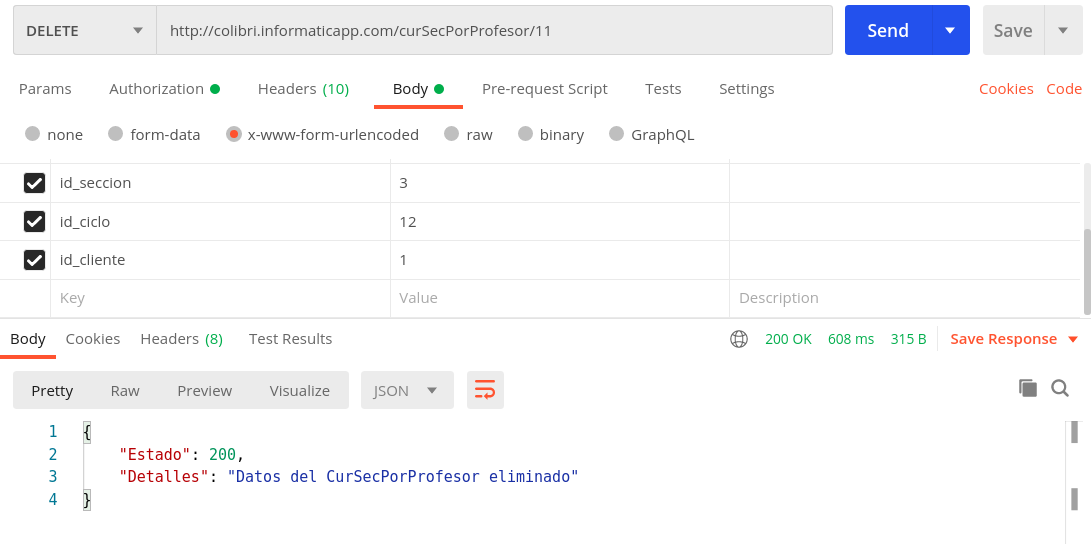 DELETE http://colibri.informaticapp.com/curSecPorProfesor/11 Send Save
Params Authorization Headers (10) Body Pre-request Script Tests Settings Cookies Code
none form-data x-www-form-urlencoded raw binary GraphQL
id_seccion 3
id_ciclo 12
id_cliente 1
Key Value Description
Body Cookies Headers (8) Test Results 200 OK 608 ms 315 B Save Response
Pretty Raw Preview Visualize JSON
1 {
2 "Estado": 200,
3 "Detalles": "Datos del CurSecPorProfesor eliminado"
4 }